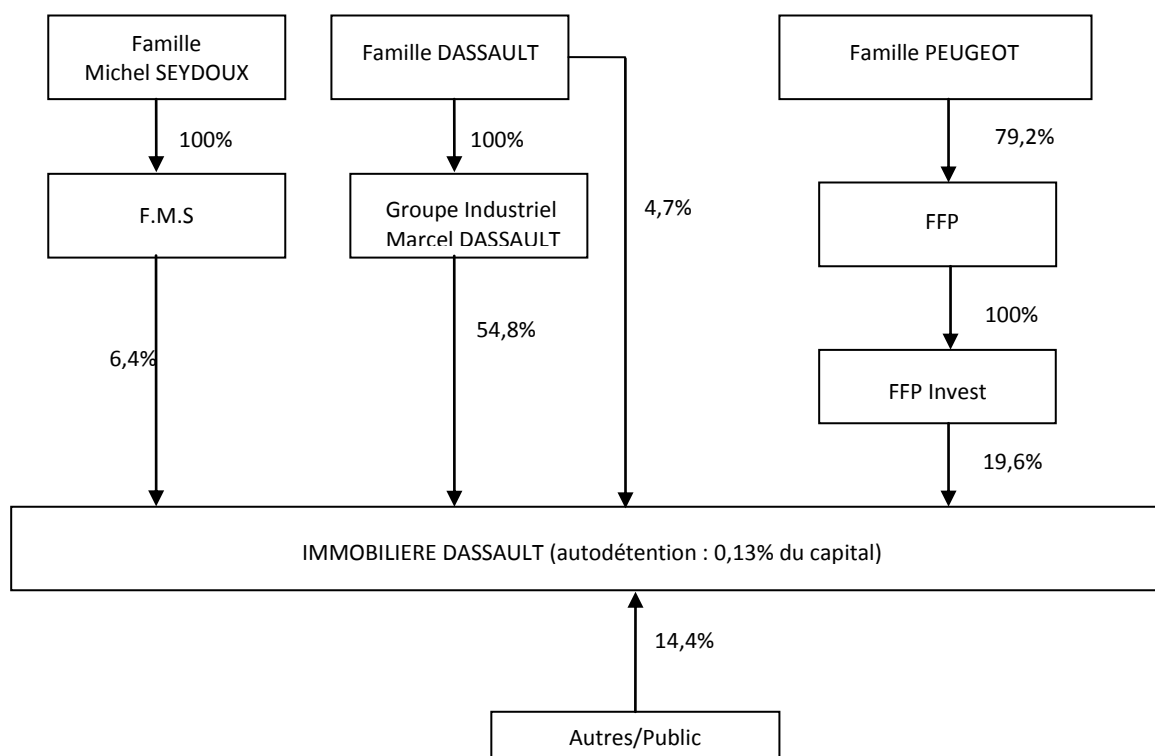 Famille
Michel SEYDOUX
Famille DASSAULT
Famille PEUGEOT
100%
100%
79,2%
F.M.S
Groupe Industriel
Marcel DASSAULT
4,7%
FFP
100%
6,4%
54,8%
FFP Invest
19,6%
IMMOBILIERE DASSAULT (autodétention : 0,13% du capital)
14,4%
Autres/Public